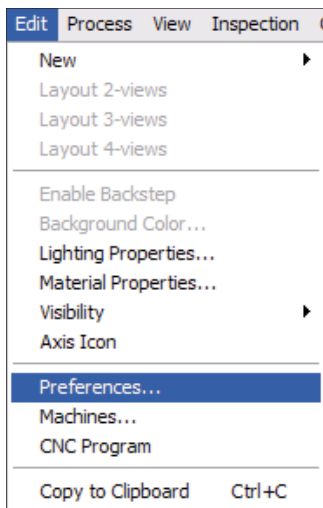 Edit Process View Inspection
New
Layout 2-views
Layout 3-views
Layout 4-views
Enable Backstep
Background Color...
Lighting Properties...
Material Properties...
Visibility
Axis Icon
Preferences...
Machines...
CNC Program
Copy to Clipboard Ctrl+C